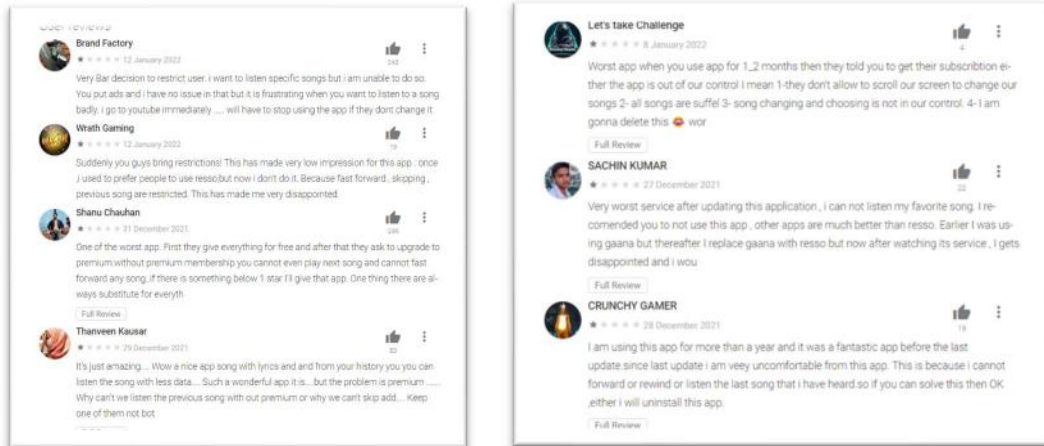 User reviews
Brand Factory
12 January 2022
243
Very Bar decision to restrict user. i want to listen specific songs but i am unable to do so.
You put ads and i have no issue in that but it is frustrating when you want to listen to a song
badly. i go to youtube immediately ..... will have to stop using the app if they dont change it
Wrath Gaming
12 January 2022
Suddenly you guys bring restrictions! This has made very low impression for this app . once
,i used to prefer people to use resso,but now i don't do it. Because fast forward , skipping ,
previous song are restricted. This has made me very disappointed.
Shanu Chauhan
31 December 2021
One of the worst app. First they give everything for free and after that they ask to upgrade to
premium.without premium membership you cannot even play next song and cannot fast
forward any song,.if there is something below 1 star I'll give that app. One thing there are al-
ways substitute for everyth
Full Review
Thanveen Kausar
29 December 2021
It's just amazing.... Wow a nice app song with lyrics and and from your history you you can
listen the song with less data.... Such a wonderful app it is....but the problem is premium .......
Why can't we listen the previous song with out premium or why we can't skip add.... Keep
one of them not bot
Let's take Challenge
8 January 2022
4
Worst app when you use app for 1_2 months then they told you to get their subscribtion ei-
ther the app is out of our control I mean 1-they don't allow to scroll our screen to change our
songs 2- all songs are suffel 3- song changing and choosing is not in our control. 4- I am
gonna delete this 😂 wor
Full Review
SACHIN KUMAR
27 December 2021
22
Very worst service after updating this application , i can not listen my favorite song. I re-
comended you to not use this app , other apps are much better than resso. Earlier I was us-
ing gaana but thereafter I replace gaana with resso but now after watching its service , I gets
disappointed and i wou
Full Review
CRUNCHY GAMER
28 December 2021
I am using this app for more than a year and it was a fantastic app before the last
update.since last update i am veey uncomfortable from this app. This is because i cannot
forward or rewind or listen the last song that i have heard.so if you can solve this then OK
,either i will uninstall this app.
Full Review